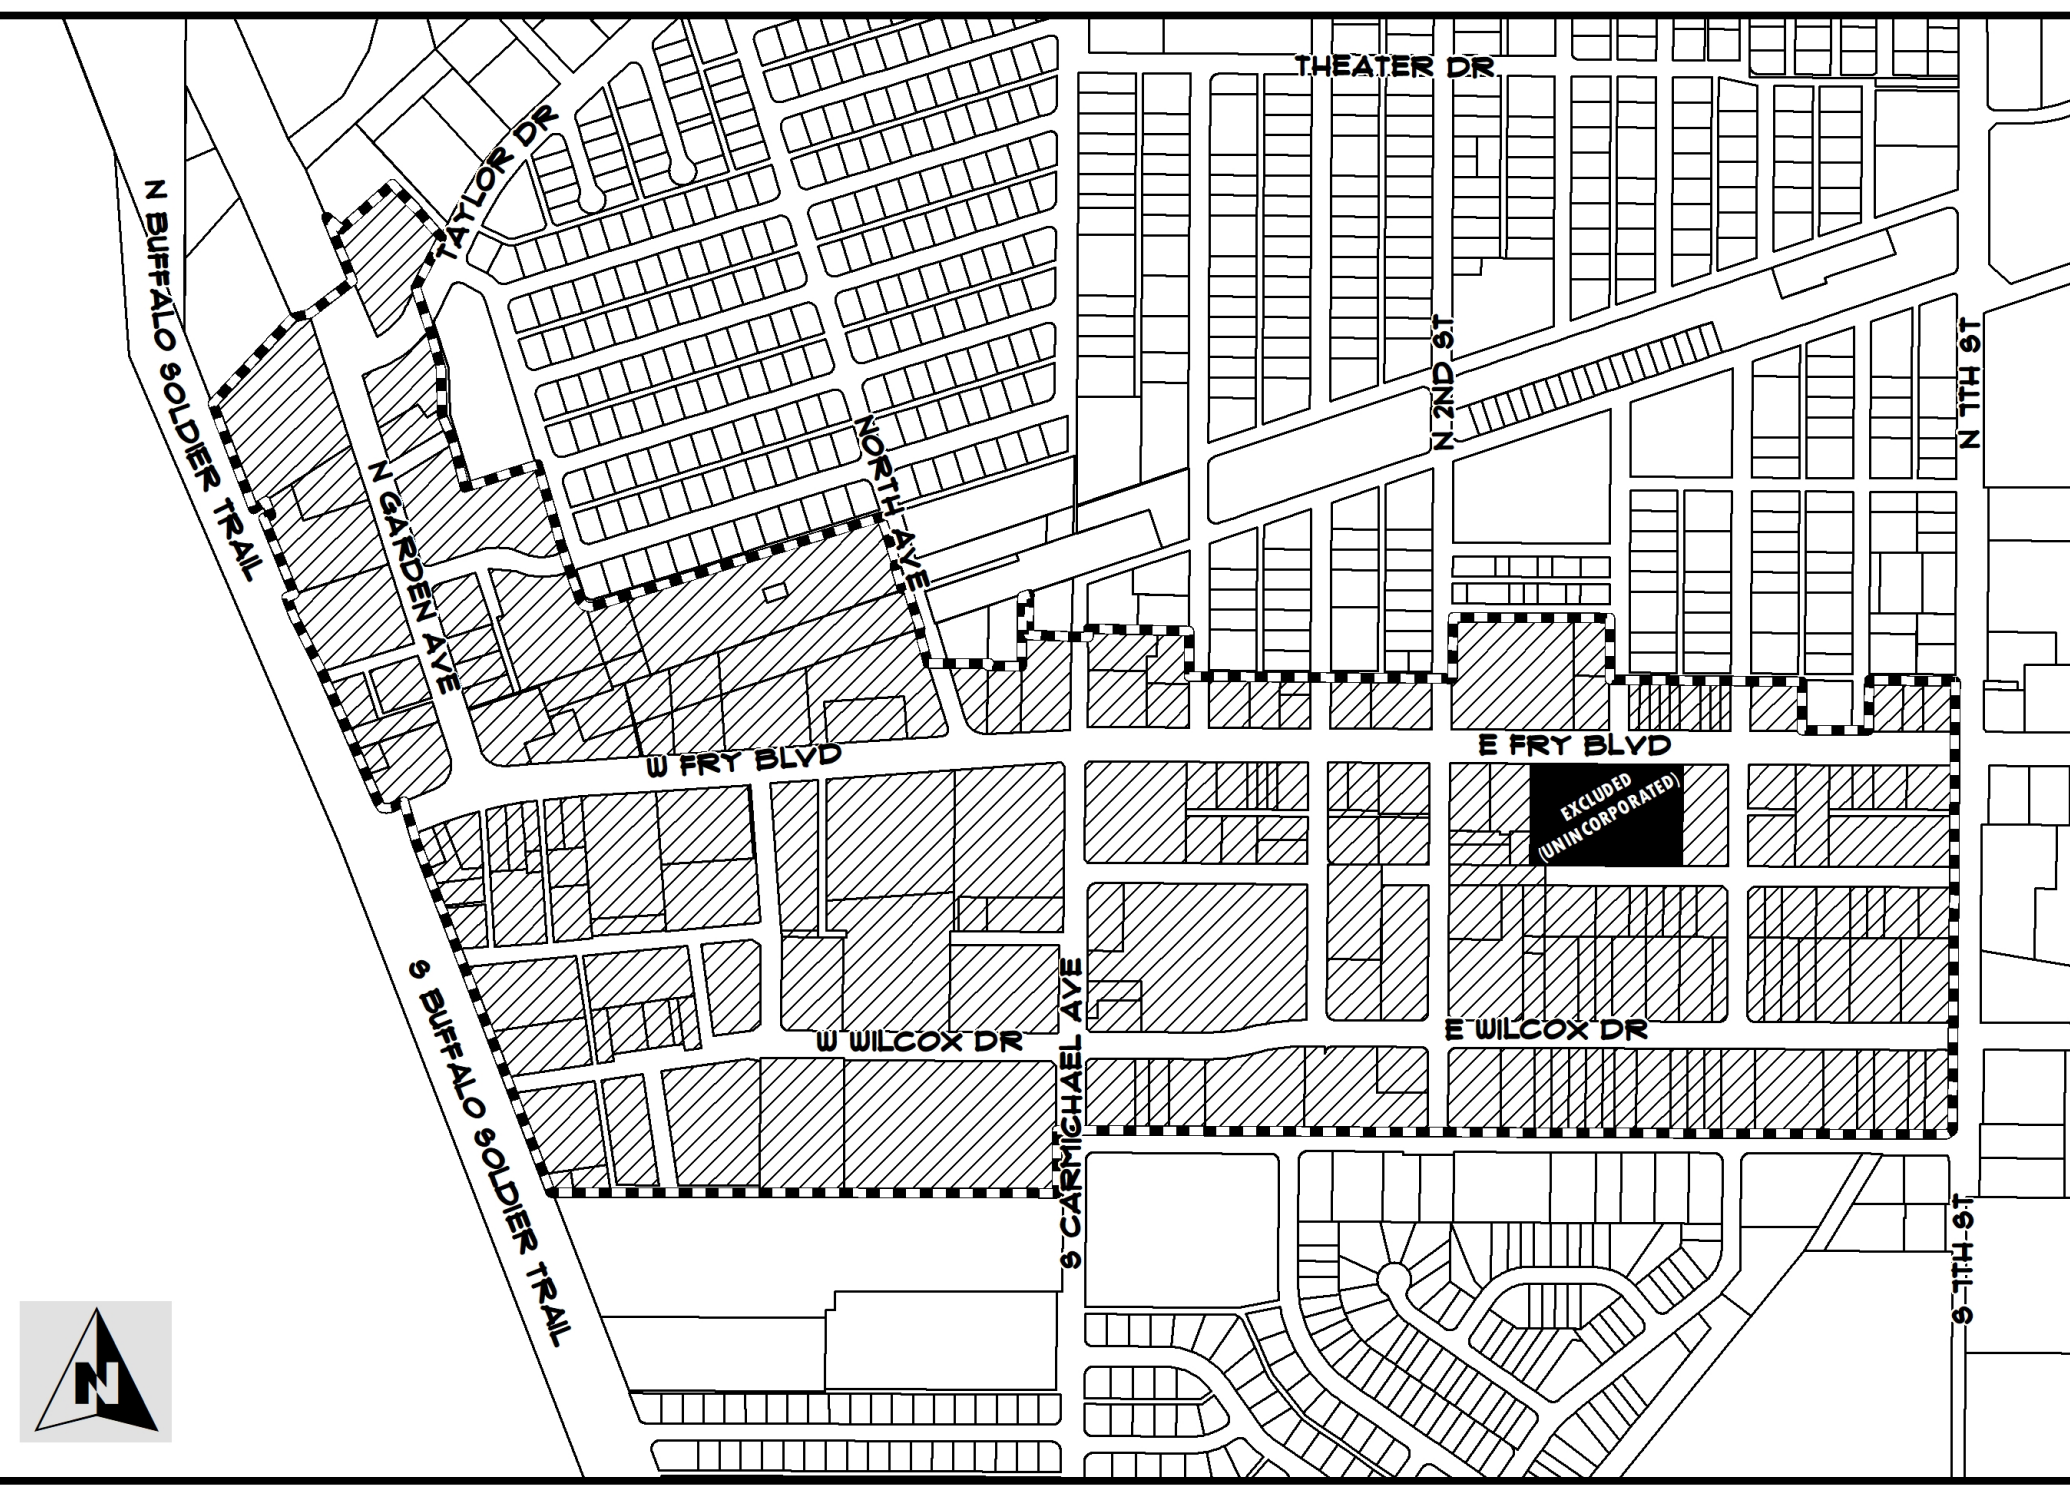 THEATER DR
TAYLOR DR
N BUFFALO SOLDIER TRAIL
N 2ND ST
N 7TH ST
NORTH AVE
N GARDEN AVE
W FRY BLVD
E FRY BLVD
EXCLUDED
(UNINCORPORATED)
S BUFFALO SOLDIER TRAIL
S CARMICHAEL AVE
W WILCOX DR
E WILCOX DR
S 7TH ST
N